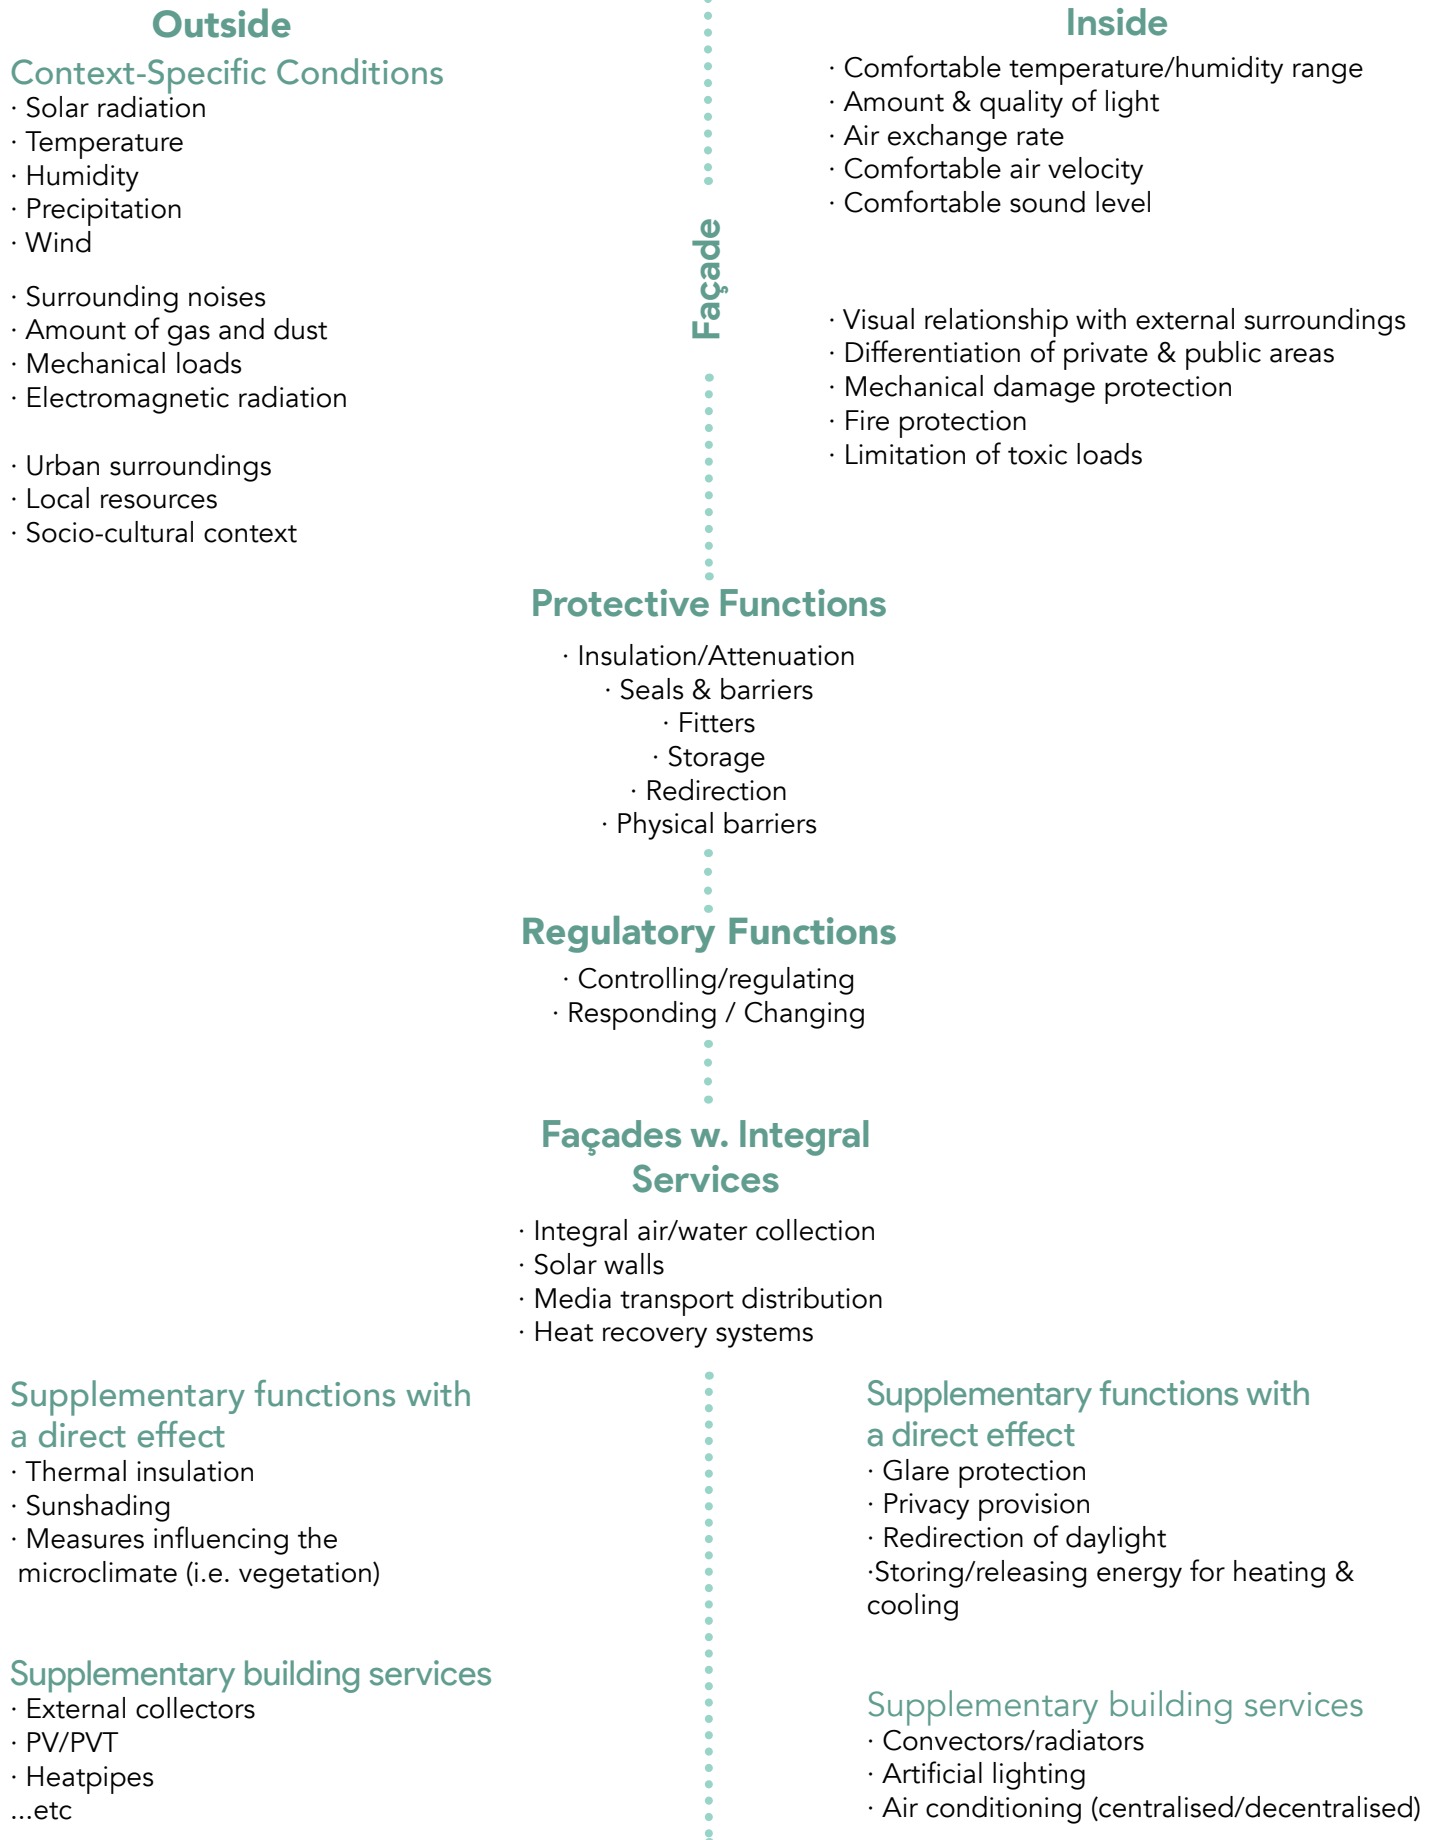 Outside
Context-Specific Conditions
· Solar radiation
· Temperature
· Humidity
· Precipitation
· Wind
· Surrounding noises
· Amount of gas and dust
· Mechanical loads
· Electromagnetic radiation
· Urban surroundings
· Local resources
· Socio-cultural context
Façade
Inside
· Comfortable temperature/humidity range
· Amount & quality of light
· Air exchange rate
· Comfortable air velocity
· Comfortable sound level
· Visual relationship with external surroundings
· Differentiation of private & public areas
· Mechanical damage protection
· Fire protection
· Limitation of toxic loads
Protective Functions
· Insulation/Attenuation
· Seals & barriers
· Fitters
· Storage
· Redirection
· Physical barriers
Regulatory Functions
· Controlling/regulating
· Responding / Changing
Façades w. Integral
Services
· Integral air/water collection
· Solar walls
· Media transport distribution
· Heat recovery systems
Supplementary functions with
a direct effect
· Thermal insulation
· Sunshading
· Measures influencing the
microclimate (i.e. vegetation)
Supplementary building services
· External collectors
· PV/PVT
· Heatpipes
...etc
Supplementary functions with
a direct effect
· Glare protection
· Privacy provision
· Redirection of daylight
·Storing/releasing energy for heating &
cooling
Supplementary building services
· Convectors/radiators
· Artificial lighting
· Air conditioning (centralised/decentralised)